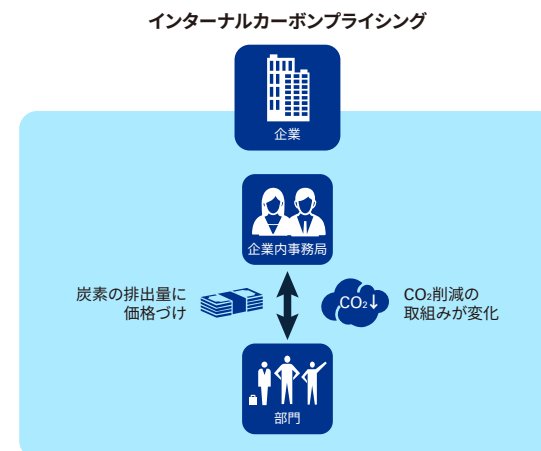 インターナルカーボンプライシング
企業
企業内事務局
炭素の排出量に
価格づけ
CO₂↓
CO₂削減の
取組みが変化
部門